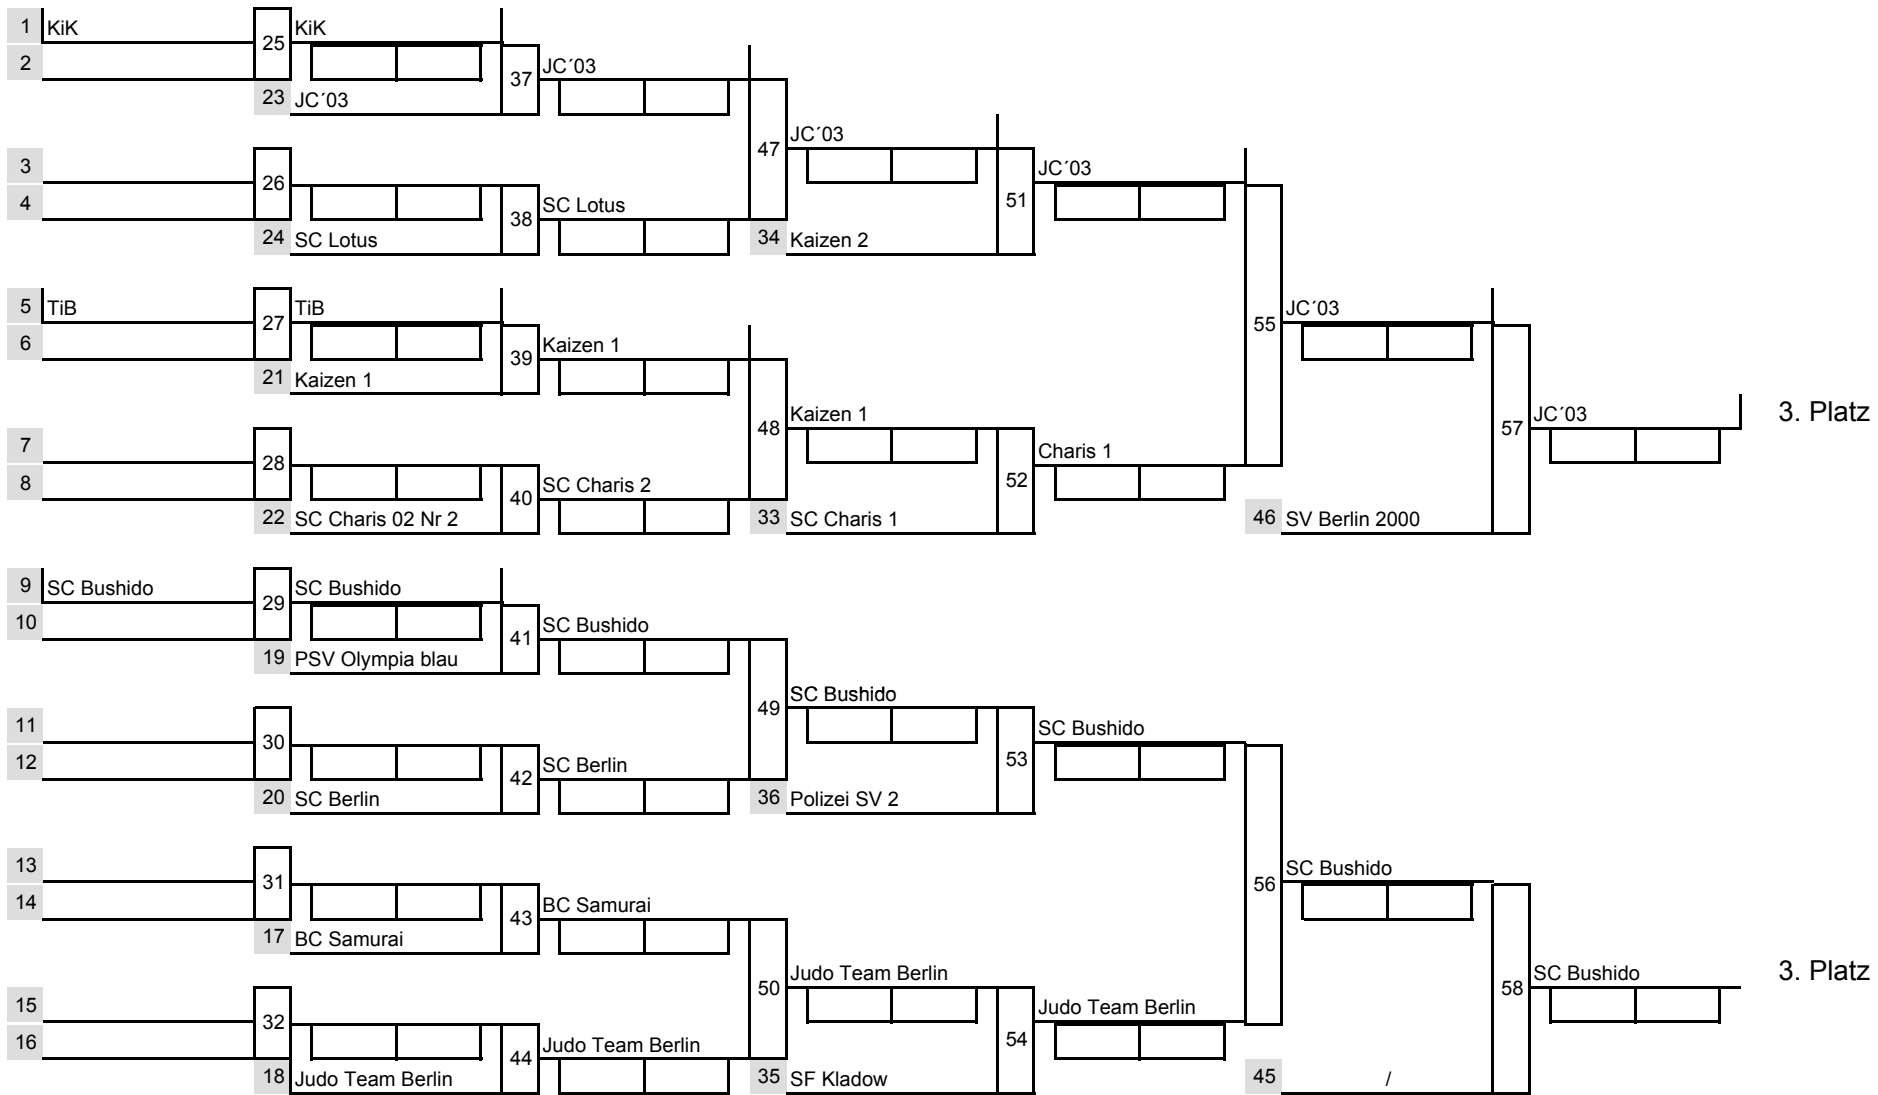 1 KiK 25 KiK
2 37 JC´03
23 JC´03
47 JC´03
3 26 51 JC´03
4 38 SC Lotus
24 SC Lotus 34 Kaizen 2
5 TiB 27 TiB 55 JC´03
6 39 Kaizen 1
21 Kaizen 1
48 Kaizen 1 57 JC´03 3. Platz
7 28 52 Charis 1
8 40 SC Charis 2
22 SC Charis 02 Nr 2 33 SC Charis 1 46 SV Berlin 2000
9 SC Bushido 29 SC Bushido
10 41 SC Bushido
19 PSV Olympia blau
49 SC Bushido
11 30 53 SC Bushido
12 42 SC Berlin
20 SC Berlin 36 Polizei SV 2
13 31 56 SC Bushido
14 43 BC Samurai
17 BC Samurai
50 Judo Team Berlin 58 SC Bushido 3. Platz
15 32 54 Judo Team Berlin
16 44 Judo Team Berlin
18 Judo Team Berlin 35 SF Kladow 45 /